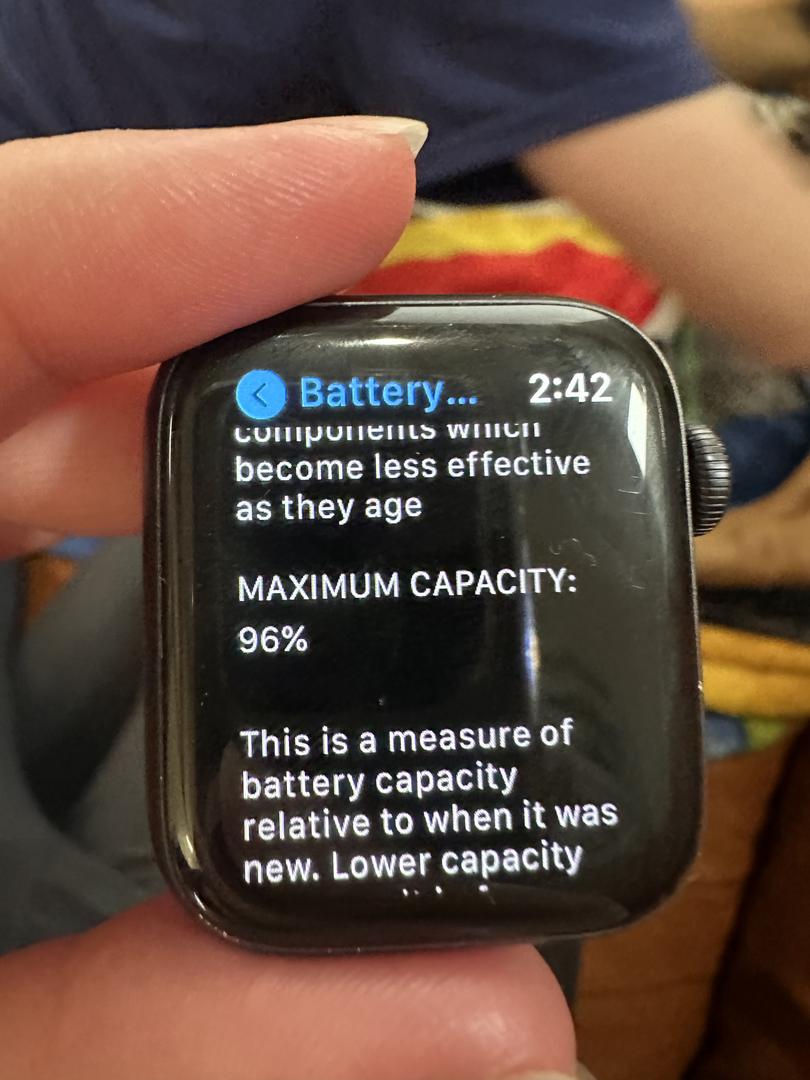 Battery...
2:42
components which
become less effective
as they age
MAXIMUM CAPACITY:
96%
This is a measure of
battery capacity
relative to when it was
new. Lower capacity